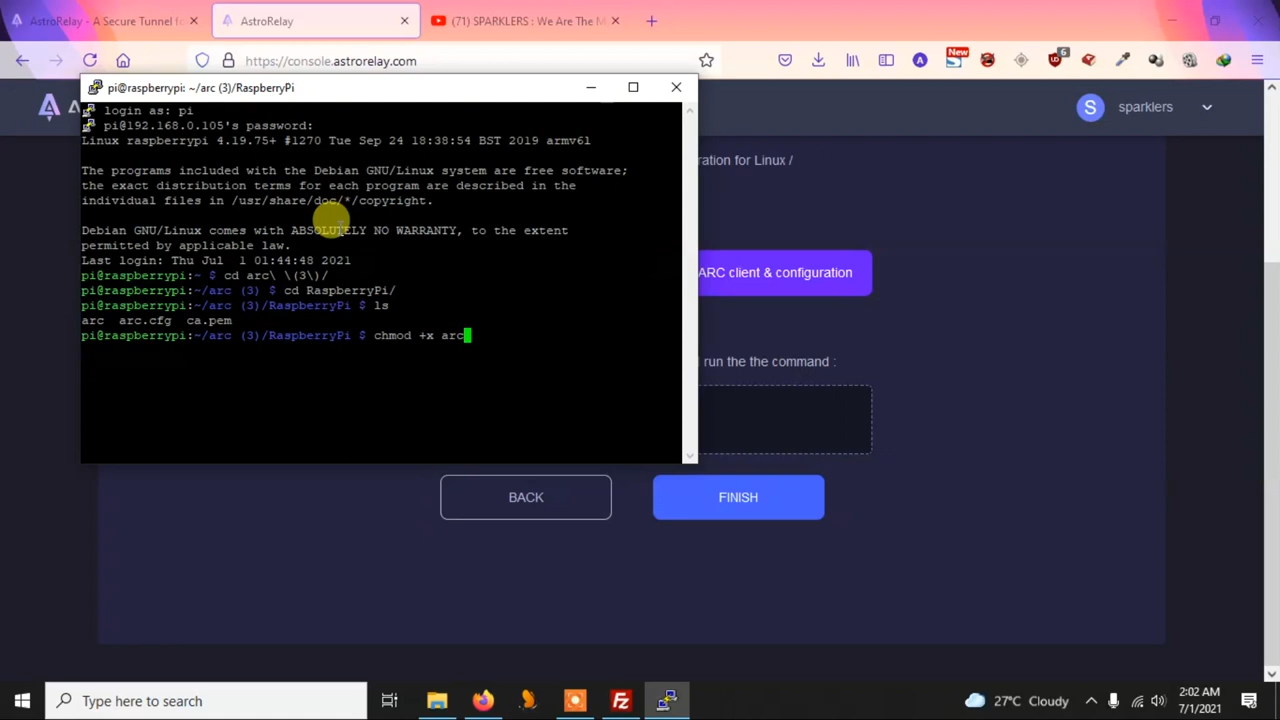 AstroRelay - A Secure Tunnel fo
AstroRelay
(71) SPARKLERS : We Are The M
https://console.astrorelay.com
New
6
pi@raspberrypi: ~/arc (3)/RaspberryPi
A
S
sparklers
login as: pi
pi@192.168.0.105's password:
Linux raspberrypi 4.19.75+ #1270 Tue Sep 24 18:38:54 BST 2019 armv6l
The programs included with the Debian GNU/Linux system are free software;
the exact distribution terms for each program are described in the
individual files in /usr/share/doc/*/copyright.
Debian GNU/Linux comes with ABSOLUTELY NO WARRANTY, to the extent
permitted by applicable law.
Last login: Thu Jul  1 01:44:48 2021
pi@raspberrypi:~ $ cd arc\ \(3\)/
pi@raspberrypi:~/arc (3) $ cd RaspberryPi/
pi@raspberrypi:~/arc (3)/RaspberryPi $ ls
arc  arc.cfg  ca.pem
pi@raspberrypi:~/arc (3)/RaspberryPi $ chmod +x arc
ration for Linux /
ARC client & configuration
run the the command :
BACK
FINISH
Type here to search
27°C Cloudy
2:02 AM
7/1/2021